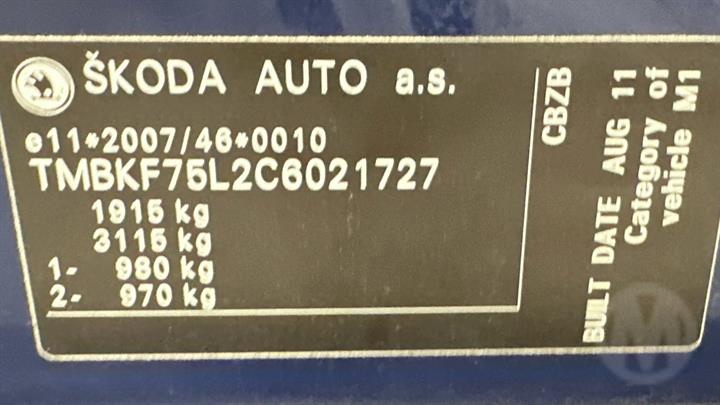 ŠKODA AUTO a.s.
e11*2007/46*0010
TMBKF75L2C6021727
1915 kg
3115 kg
1- 980 kg
2- 970 kg
CBZB
BUILT DATE AUG 11
Category of
vehicle M1
M